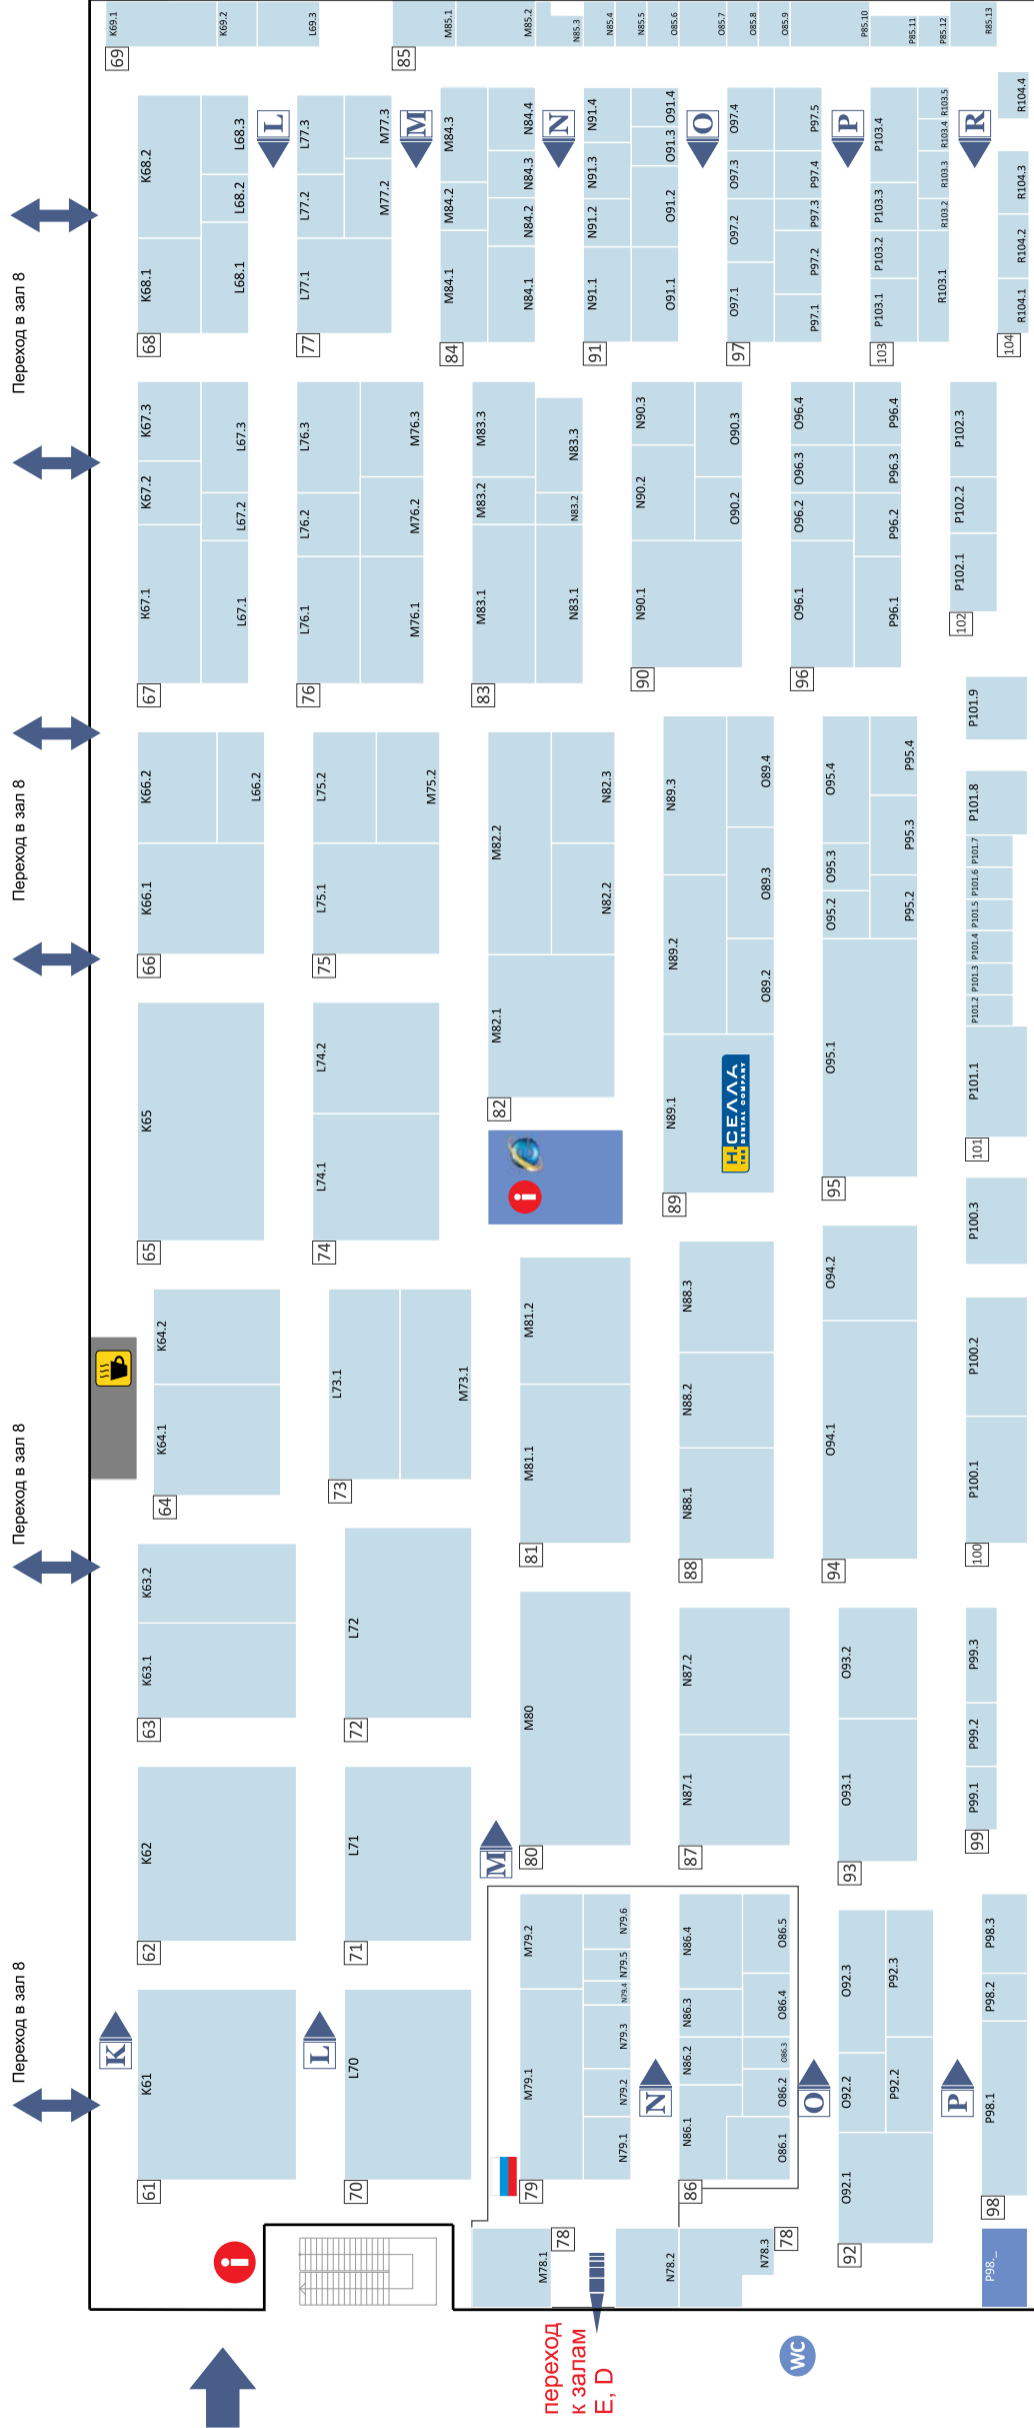 Переход в зал 8
Переход в зал 8
Переход в зал 8
Переход в зал 8
K69.1
K69.2
L69.3
69
M85.1
M85.2
N85.3
N85.4
N85.5
O85.6
O85.7
O85.8
O85.9
P85.10
P85.11
P85.12
R85.13
85
K68.1
K68.2
L68.1
L68.2
L68.3
68
L
L77.1
L77.2
L77.3
M77.2
M77.3
77
M
M84.1
M84.2
M84.3
N84.1
N84.2
N84.3
N84.4
84
N
N91.1
N91.2
N91.3
N91.4
O91.1
O91.2
O91.3
O91.4
91
O
O97.1
O97.2
O97.3
O97.4
P97.1
P97.2
P97.3
P97.4
P97.5
97
P
P103.1
P103.2
P103.3
P103.4
R103.1
R103.2
R103.3
R103.4
R103.5
103
R
R104.1
R104.2
R104.3
R104.4
104
K67.1
K67.2
K67.3
L67.1
L67.2
L67.3
67
L76.1
L76.2
L76.3
M76.1
M76.2
M76.3
76
M83.1
M83.2
M83.3
N83.1
N83.2
N83.3
83
N90.1
N90.2
N90.3
O90.2
O90.3
90
O96.1
O96.2
O96.3
O96.4
P96.1
P96.2
P96.3
P96.4
96
P102.1
P102.2
P102.3
102
K66.1
K66.2
L66.2
66
L75.1
L75.2
M75.2
75
M82.1
M82.2
N82.2
N82.3
82
N89.1
N89.2
N89.3
O89.2
O89.3
O89.4
89
Н.СЕЛЛА
THE DENTAL COMPANY
O95.1
O95.2
O95.3
O95.4
P95.2
P95.3
P95.4
95
P101.1
P101.2
P101.3
P101.4
P101.5
P101.6
P101.7
P101.8
P101.9
101
K65
65
L74.1
L74.2
74
i
K64.1
K64.2
64
L73.1
M73.1
73
M81.1
M81.2
81
N88.1
N88.2
N88.3
88
O94.1
O94.2
94
P100.1
P100.2
P100.3
100
K63.1
K63.2
63
L72
72
M80
80
N87.1
N87.2
87
O93.1
O93.2
93
P99.1
P99.2
P99.3
99
K62
62
L71
71
M
K
K61
61
L
L70
70
M79.1
M79.2
N79.1
N79.2
N79.3
N79.4
N79.5
N79.6
79
N
N86.1
N86.2
N86.3
N86.4
O86.1
O86.2
O86.3
O86.4
O86.5
86
O
O92.1
O92.2
O92.3
P92.2
P92.3
92
P
P98.1
P98.2
P98.3
98
P98._
i
M78.1
78
N78.2
N78.3
78
переход
к залам
E, D
WC